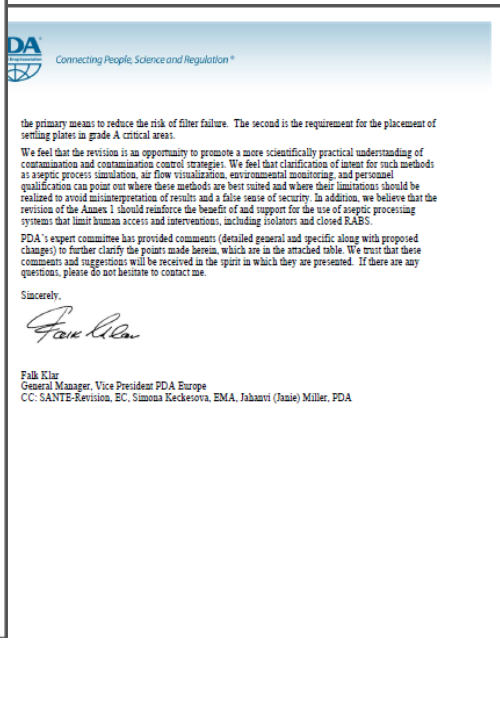 DA
Connecting People, Science and Regulation ®
the primary means to reduce the risk of filter failure. The second is the requirement for the placement of
settling plates in grade A critical areas.
We feel that the revision is an opportunity to promote a more scientifically practical understanding of
contamination and contamination control strategies. We feel that clarification of intent for such methods
as aseptic process simulation, air flow visualization, environmental monitoring, and personnel
qualification can point out where these methods are best suited and where their limitations should be
realized to avoid misinterpretation of results and a false sense of security. In addition, we believe that the
revision of the Annex 1 should reinforce the benefit of and support for the use of aseptic processing
systems that limit human access and interventions, including isolators and closed RABS.
PDA's expert committee has provided comments (detailed general and specific along with proposed
changes) to further clarify the points made herein, which are in the attached table. We trust that these
comments and suggestions will be received in the spirit in which they are presented. If there are any
questions, please do not hesitate to contact me.
Sincerely,
Falk Klar
Falk Klar
General Manager, Vice President PDA Europe
CC: SANTE-Revision, EC, Simona Keckesova, EMA, Jahanvi (Janie) Miller, PDA